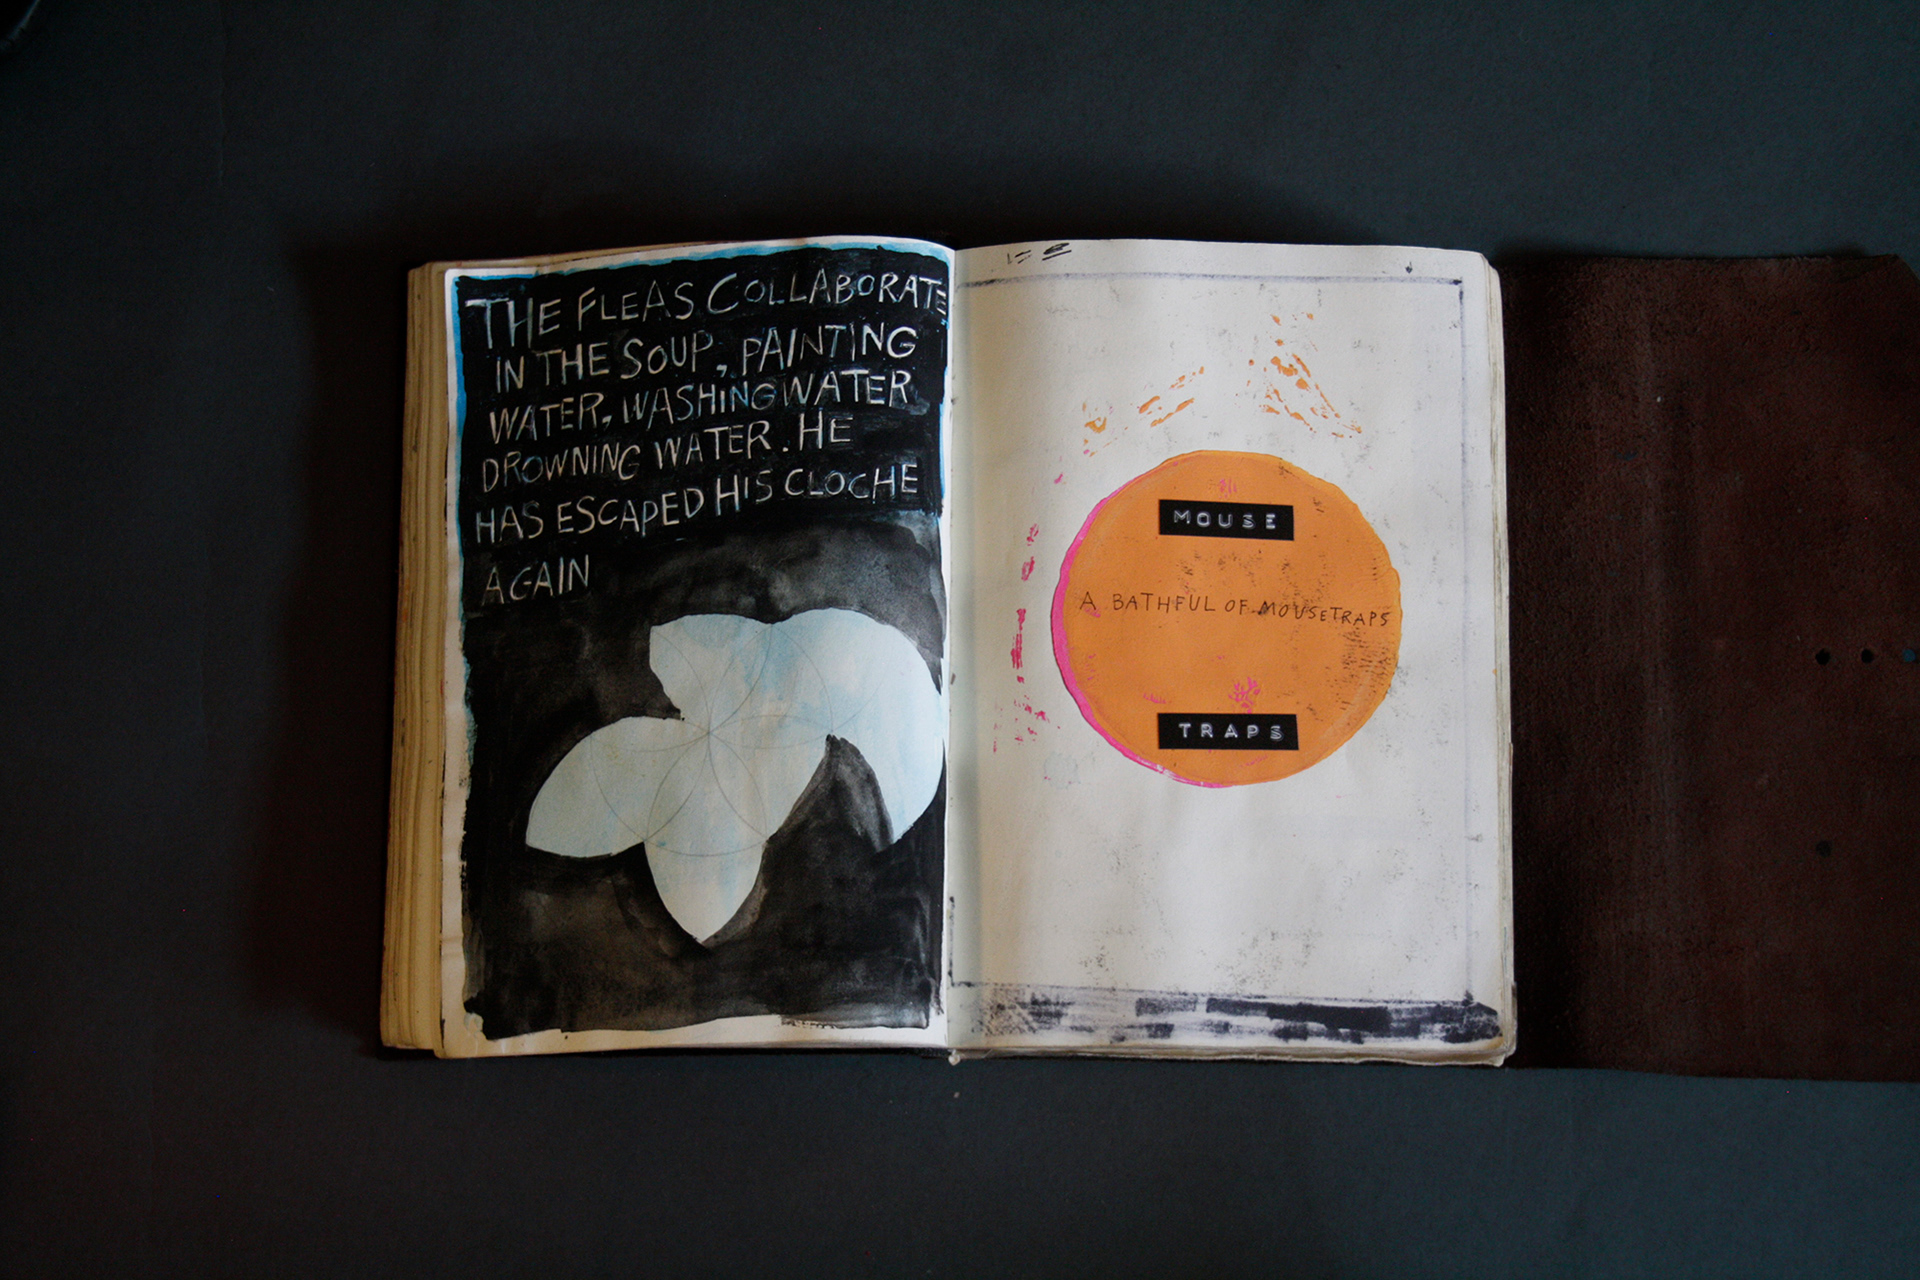 THE FLEAS COLLABORATE
IN THE SOUP, PAINTING
WATER, WASHING WATER
DROWNING WATER. HE
HAS ESCAPED HIS CLOCHE
AGAIN
MOUSE
A BATHFUL OF MOUSETRAPS
TRAPS